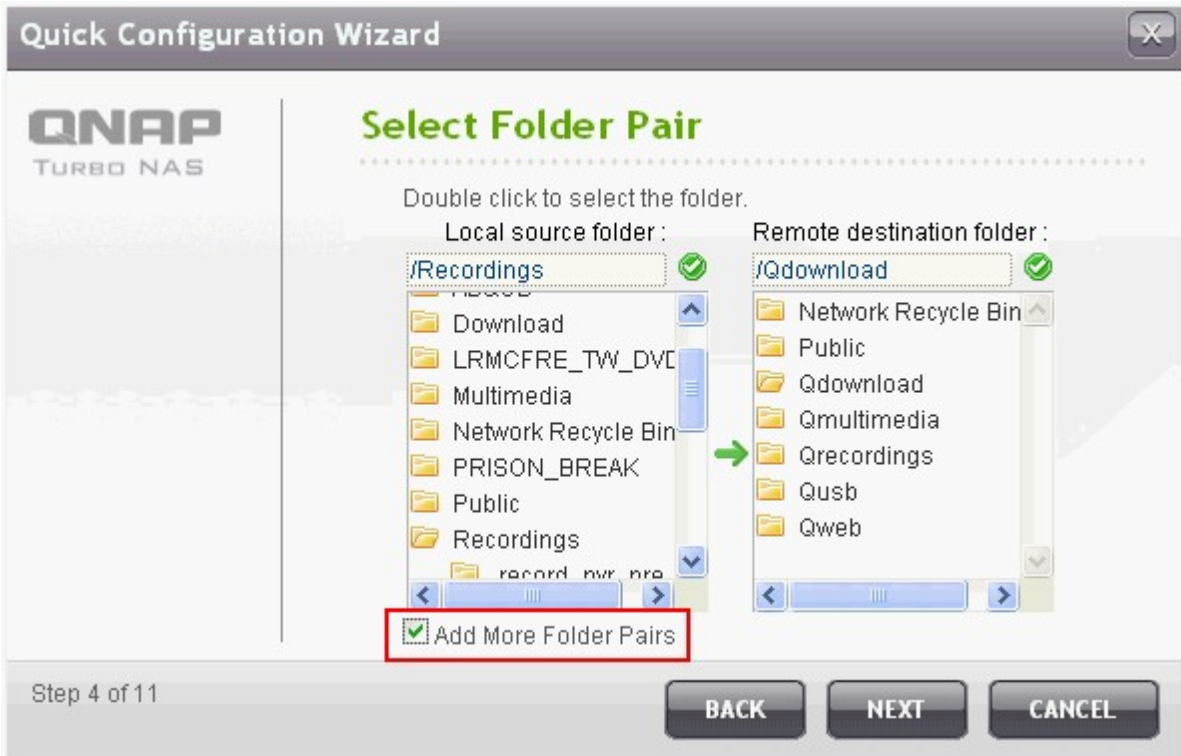 Quick Configuration Wizard
X
QNAP
TURBO NAS
Select Folder Pair
Double click to select the folder.
Local source folder :
/Recordings
Download
LRMCFRE_TW_DVD
Multimedia
Network Recycle Bin
PRISON_BREAK
Public
Recordings
Remote destination folder :
/Qdownload
Network Recycle Bin
Public
Qdownload
Qmultimedia
Qrecordings
Qusb
Qweb
Add More Folder Pairs
Step 4 of 11
BACK
NEXT
CANCEL